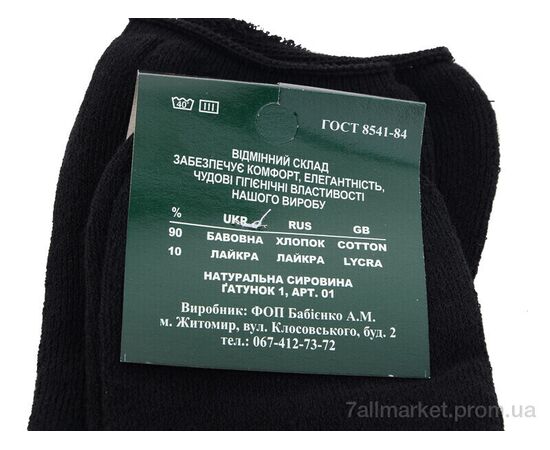 40°
ГОСТ 8541-84
ВІДМІННИЙ СКЛАД
ЗАБЕЗПЕЧУЄ КОМФОРТ, ЕЛЕГАНТНІСТЬ,
ЧУДОВІ ГІГІЄНІЧНІ ВЛАСТИВОСТІ
НАШОГО ВИРОБУ
% UKR RUS GB
90 БАВОВНА ХЛОПОК COTTON
10 ЛАЙКРА ЛАЙКРА LYCRA
НАТУРАЛЬНА СИРОВИНА
ҐАТУНОК 1, АРТ. 01
Виробник: ФОП Бабієнко А.М.
м. Житомир, вул. Клосовського, буд. 2
тел.: 067-412-73-72
7allmarket.prom.ua